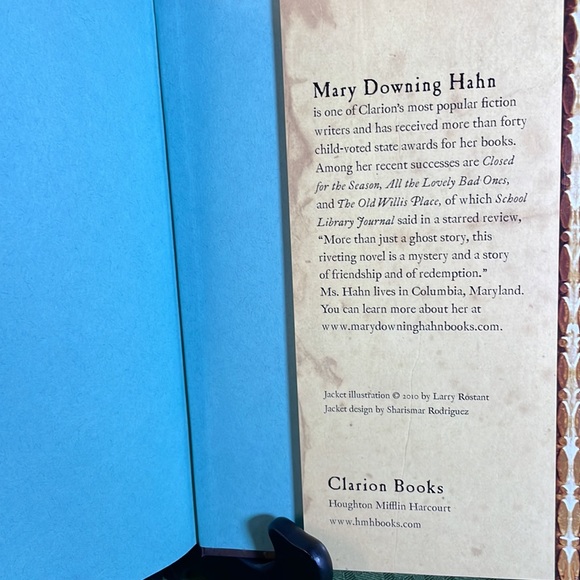 Mary Downing Hahn
is one of Clarion's most popular fiction
writers and has received more than forty
child-voted state awards for her books.
Among her recent successes are Closed
for the Season, All the Lovely Bad Ones,
and The Old Willis Place, of which School
Library Journal said in a starred review,
"More than just a ghost story, this
riveting novel is a mystery and a story
of friendship and of redemption."
Ms. Hahn lives in Columbia, Maryland.
You can learn more about her at
www.marydowninghahnbooks.com.
Jacket illustration © 2010 by Larry Rostant
Jacket design by Sharismar Rodriguez
Clarion Books
Houghton Mifflin Harcourt
www.hmhbooks.com